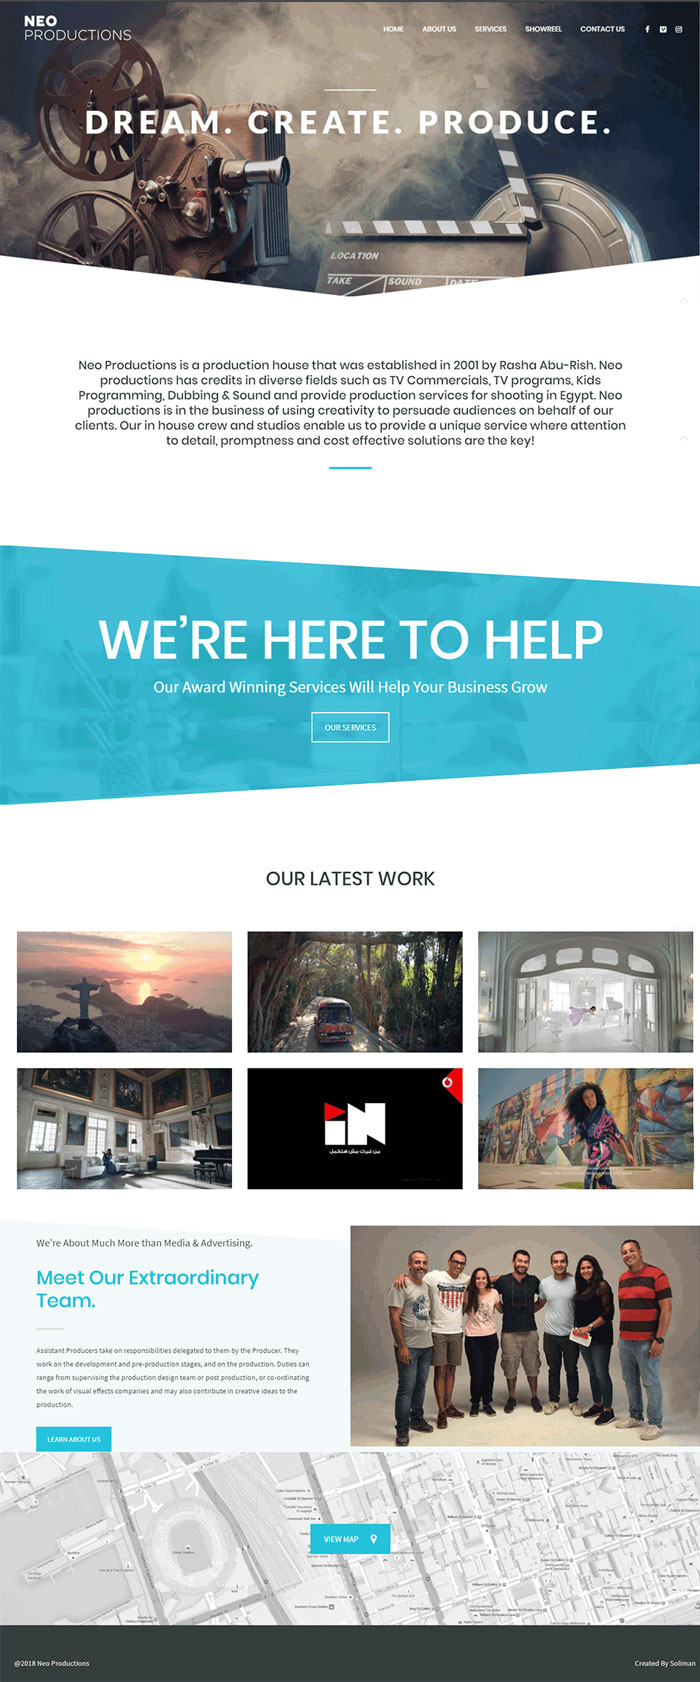 NEO
PRODUCTIONS
HOME ABOUT US SERVICES SHOWREEL CONTACT US
DREAM. CREATE. PRODUCE.
LOCATION
TAKE SOUND DATE
Neo Productions is a production house that was established in 2001 by Rasha Abu-Rish. Neo
productions has credits in diverse fields such as TV Commercials, TV programs, Kids
Programming, Dubbing & Sound and provide production services for shooting in Egypt. Neo
productions is in the business of using creativity to persuade audiences on behalf of our
clients. Our in house crew and studios enable us to provide a unique service where attention
to detail, promptness and cost effective solutions are the key!
WE'RE HERE TO HELP
Our Award Winning Services Will Help Your Business Grow
OUR SERVICES
OUR LATEST WORK
iN
من غيرك مش هتكمل
We're About Much More than Media & Advertising.
Meet Our Extraordinary
Team.
Assistant Producers take on responsibilities delegated to them by the Producer. They
work on the development and pre-production stages, and on the production. Duties can
range from supervising the production design team or post production, or co-ordinating
the work of visual effects companies and may also contribute in creative ideas to the
production.
LEARN ABOUT US
VIEW MAP
@2018 Neo Productions
Created By Soliman